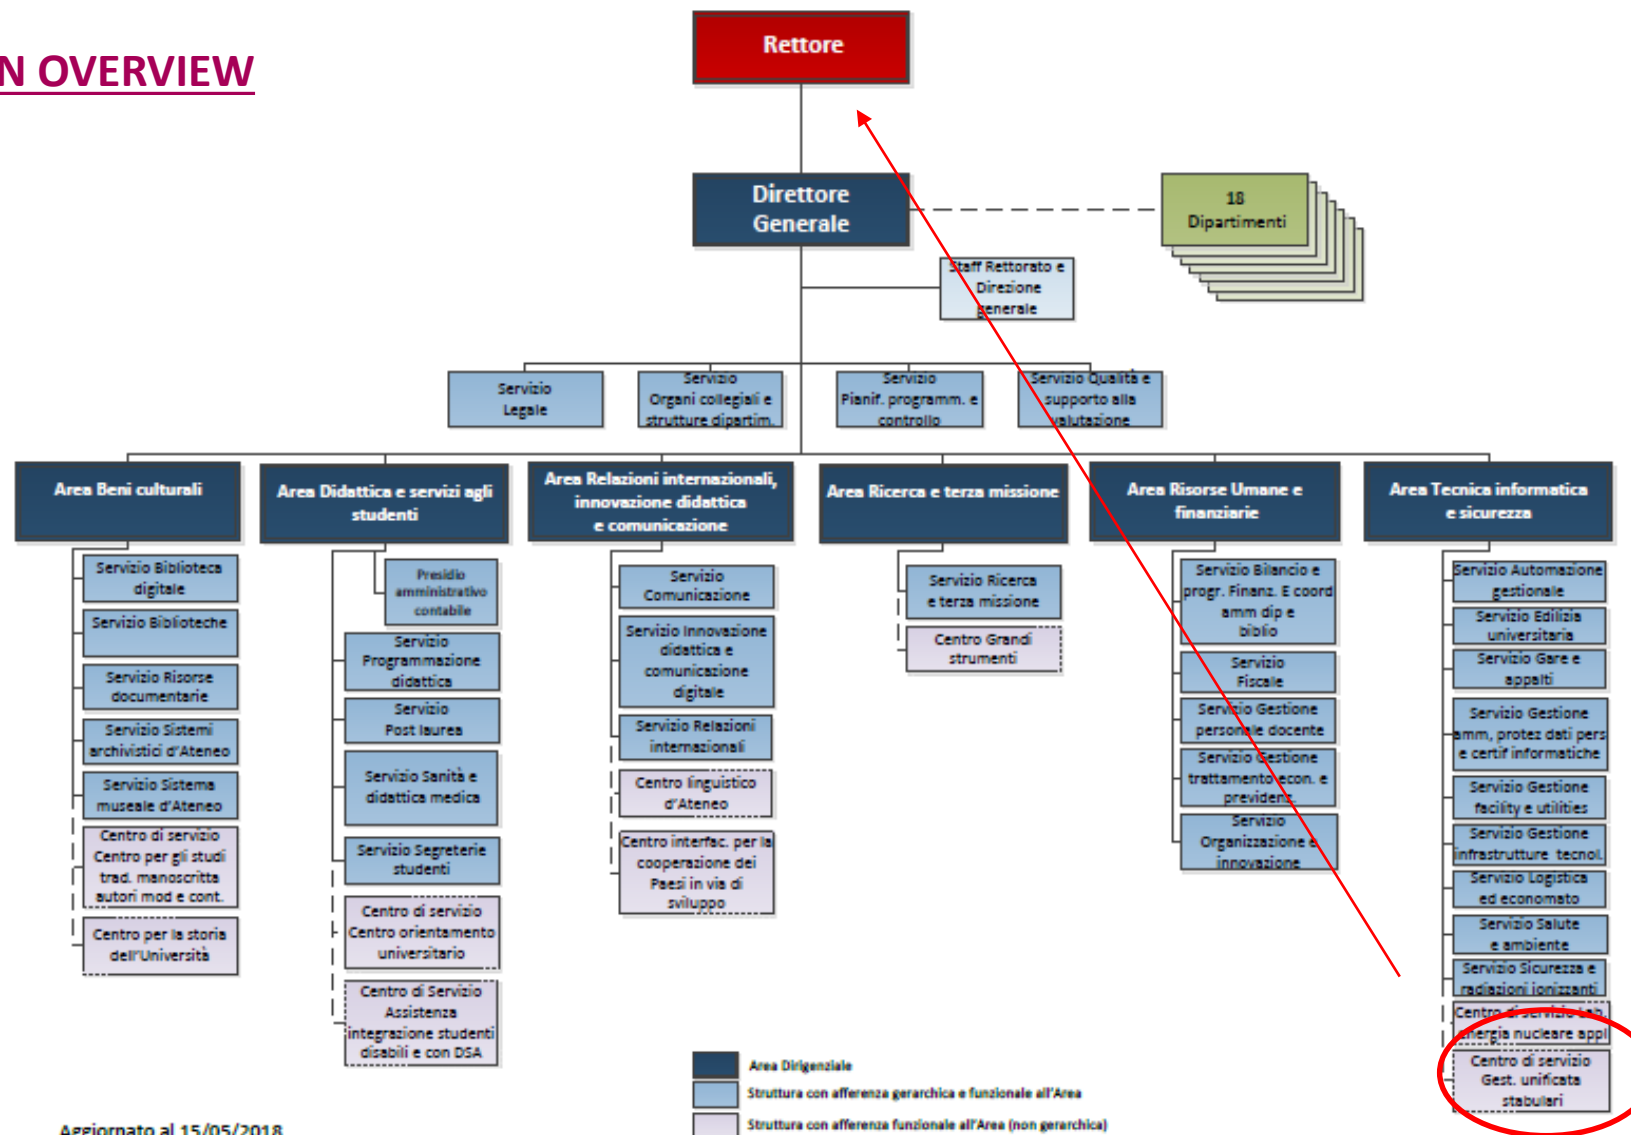 N OVERVIEW
Rettore
Direttore
Generale
18
Dipartimenti
Staff Rettorato e
Direzione
generale
Servizio
Legale
Servizio
Organi collegiali e
strutture dipartim.
Servizio
Pianif. programm. e
controllo
Servizio Qualità e
supporto alla
valutazione
Area Beni culturali
Area Didattica e servizi agli
studenti
Area Relazioni internazionali,
innovazione didattica
e comunicazione
Area Ricerca e terza missione
Area Risorse Umane e
finanziarie
Area Tecnica informatica
e sicurezza
Servizio Biblioteca
digitale
Servizio Biblioteche
Servizio Risorse
documentarie
Servizio Sistemi
archivistici d'Ateneo
Servizio Sistema
museale d'Ateneo
Centro di servizio
Centro per gli studi
trad. manoscritta
autori mod e cont.
Centro per la storia
dell'Università
Presidio
amministrativo
contabile
Servizio
Programmazione
didattica
Servizio
Post laurea
Servizio Sanità e
didattica medica
Servizio Segreterie
studenti
Centro di servizio
Centro orientamento
universitario
Centro di Servizio
Assistenza
integrazione studenti
disabili e con DSA
Servizio
Comunicazione
Servizio Innovazione
didattica e
comunicazione
digitale
Servizio Relazioni
internazionali
Centro linguistico
d'Ateneo
Centro interfac. per la
cooperazione dei
Paesi in via di
sviluppo
Servizio Ricerca
e terza missione
Centro Grandi
strumenti
Servizio Bilancio e
progr. Finanz. E coord
amm dip e
biblio
Servizio
Fiscale
Servizio Gestione
personale docente
Servizio Gestione
trattamento econ. e
previdenz.
Servizio
Organizzazione e
innovazione
Servizio Automazione
gestionale
Servizio Edilizia
universitaria
Servizio Gare e
appalti
Servizio Gestione
amm, protez dati pers
e certif informatiche
Servizio Gestione
facility e utilities
Servizio Gestione
infrastrutture tecnol.
Servizio Logistica
ed economato
Servizio Salute
e ambiente
Servizio Sicurezza e
radiazioni ionizzanti
Centro di servizio Lab.
energia nucleare appl
Centro di servizio
Gest. unificata
stabulari
Area Dirigenziale
Struttura con afferenza gerarchica e funzionale all'Area
Struttura con afferenza funzionale all'Area (non gerarchica)
Aggiornato al 15/05/2018